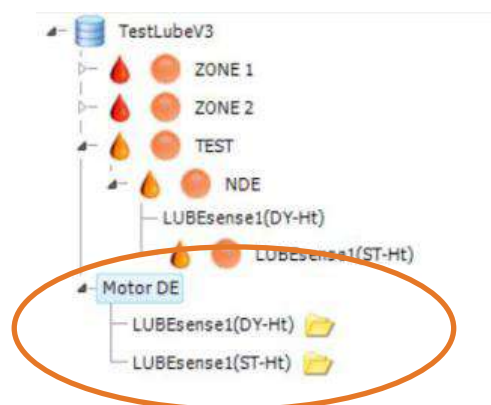 TestLubeV3
ZONE 1
ZONE 2
TEST
NDE
LUBEsense1(DY-Ht)
LUBEsense1(ST-Ht)
Motor DE
LUBEsense1(DY-Ht)
LUBEsense1(ST-Ht)